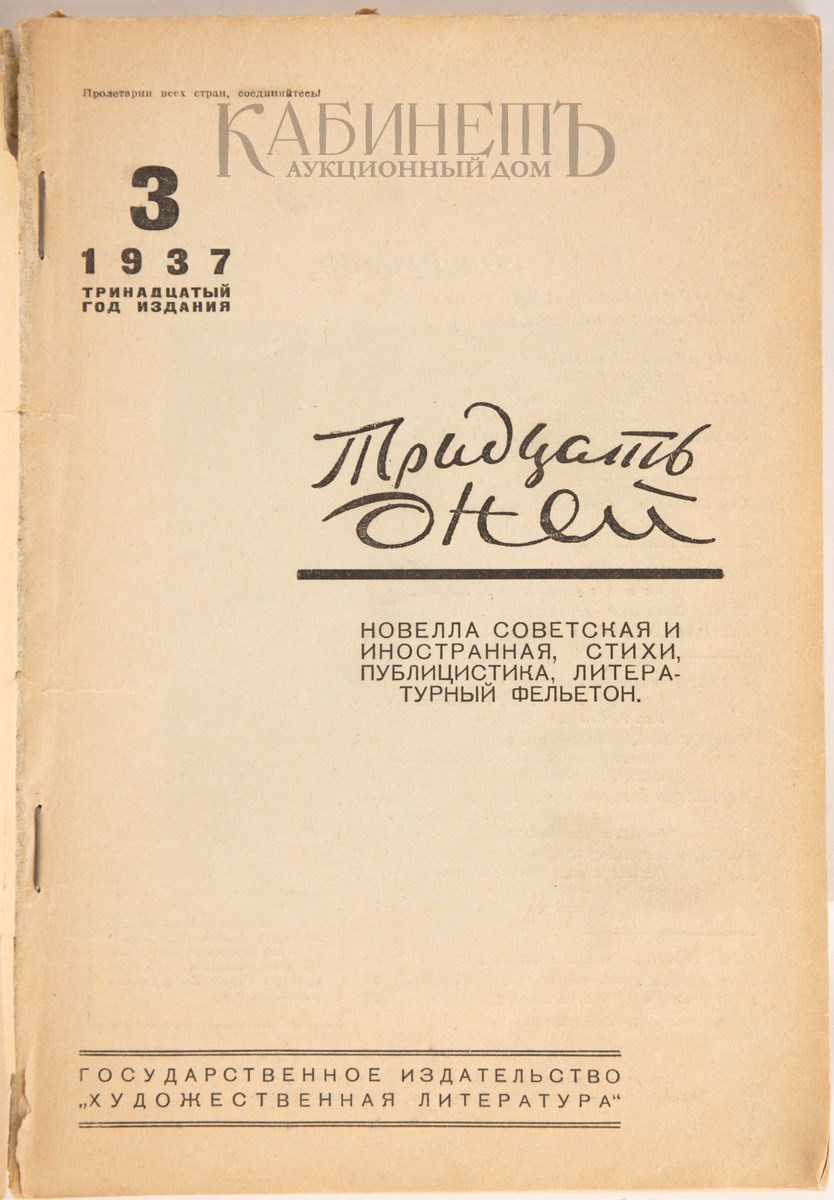 Пролетарии всех стран, соединяйтесь!
КАБИНЕТЪ
АУКЦИОННЫЙ ДОМ
3
1937
ТРИНАДЦАТЫЙ
ГОД ИЗДАНИЯ
Тридцать
дней
НОВЕЛЛА СОВЕТСКАЯ И
ИНОСТРАННАЯ, СТИХИ,
ПУБЛИЦИСТИКА, ЛИТЕРА-
ТУРНЫЙ ФЕЛЬЕТОН.
ГОСУДАРСТВЕННОЕ ИЗДАТЕЛЬСТВО
„ХУДОЖЕСТВЕННАЯ ЛИТЕРАТУРА“